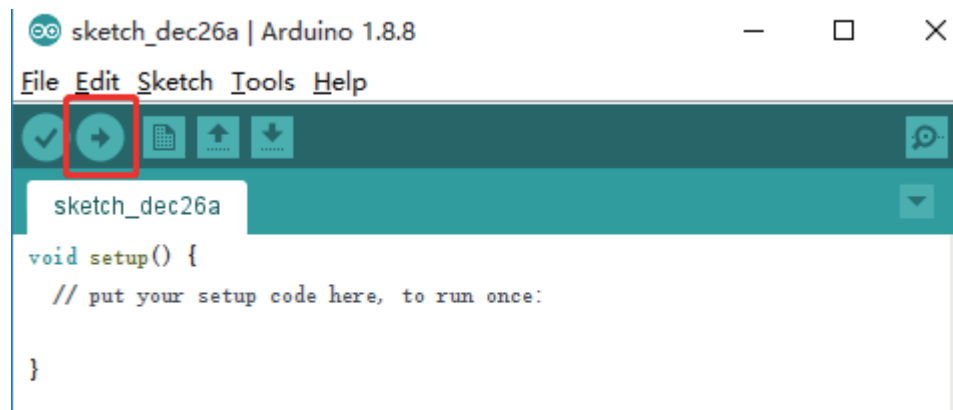 sketch_dec26a | Arduino 1.8.8
File Edit Sketch Tools Help
sketch_dec26a
void setup() {
  // put your setup code here, to run once:
}